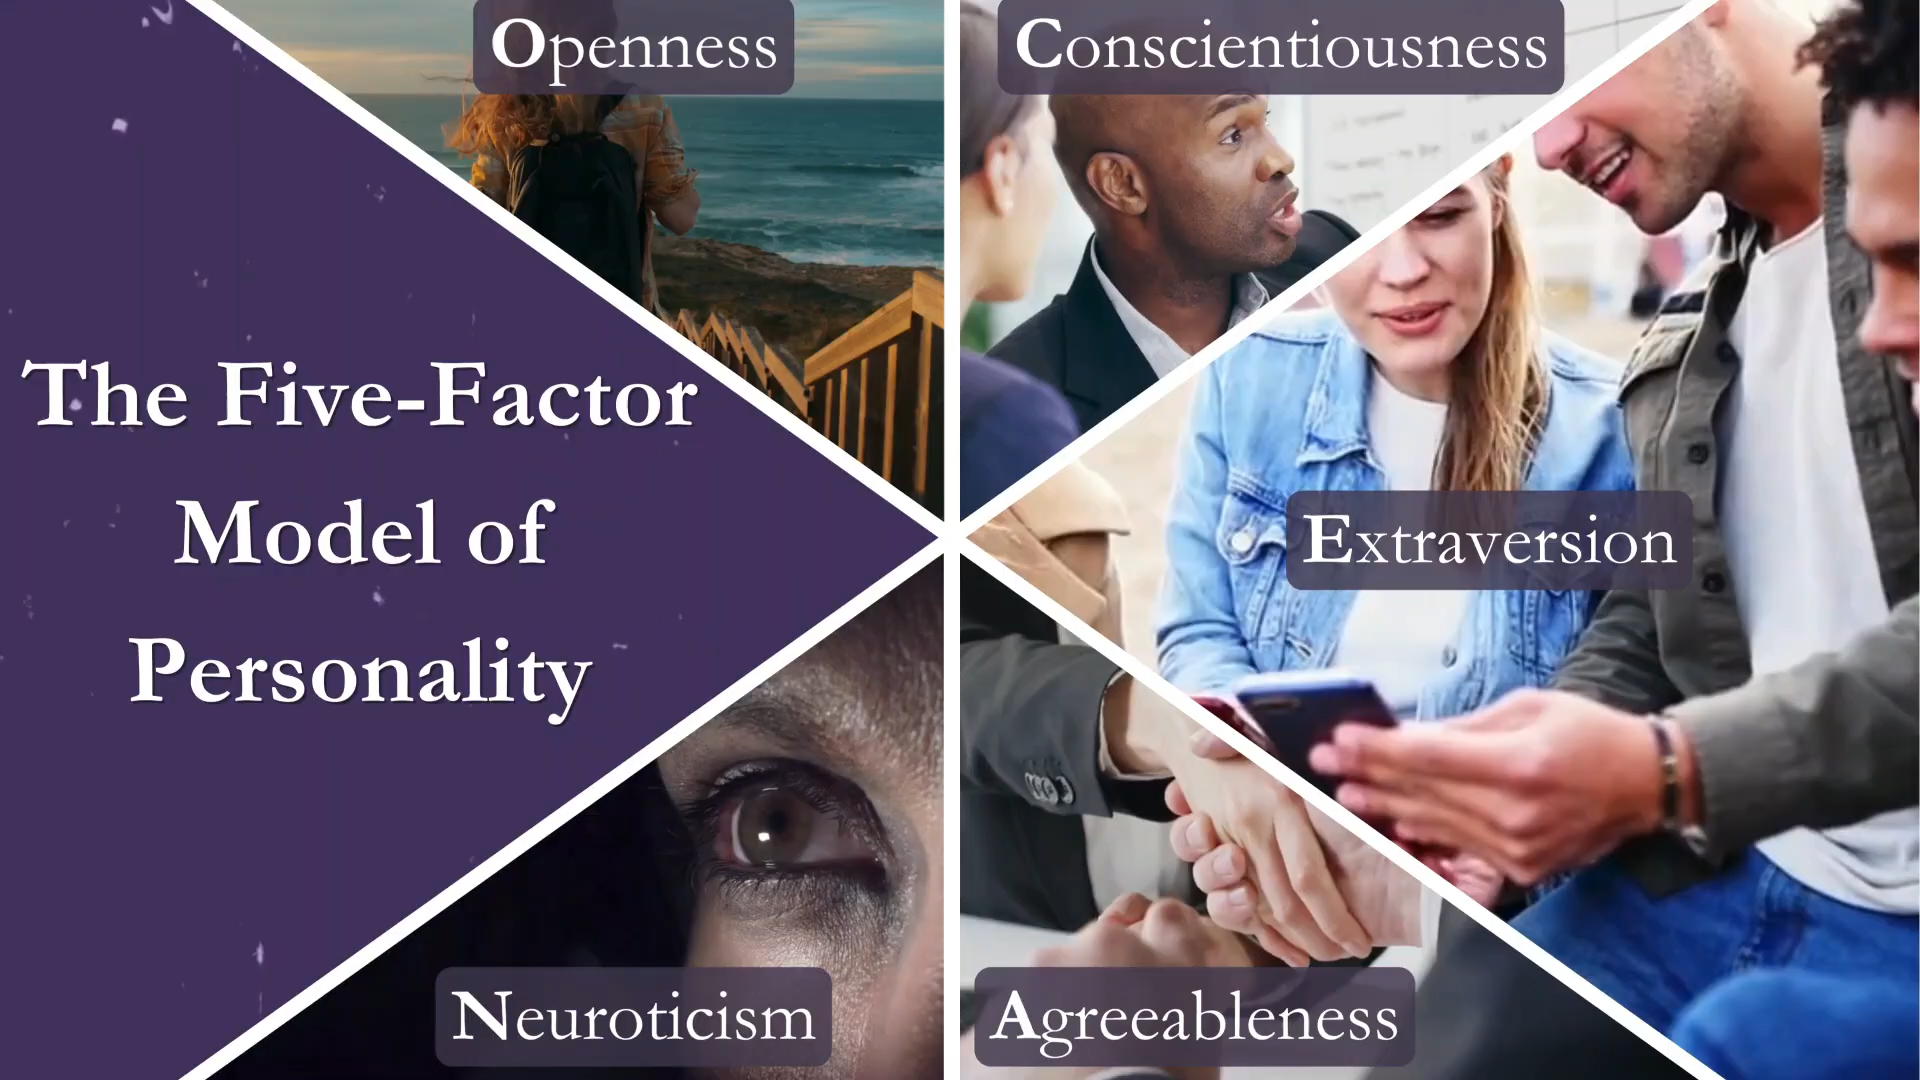 The Five-Factor
Model of
Personality
Openness
Conscientiousness
Extraversion
Agreeableness
Neuroticism